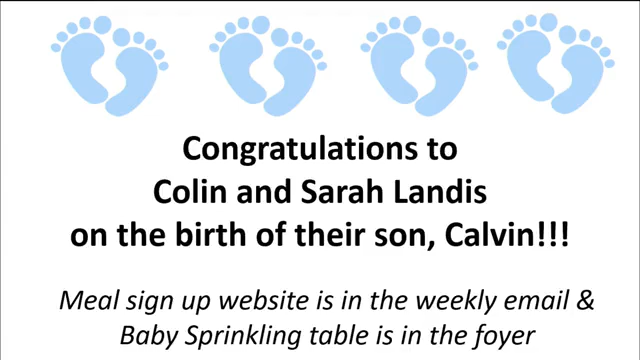 Congratulations to
Colin and Sarah Landis
on the birth of their son, Calvin!!!
Meal sign up website is in the weekly email &
Baby Sprinkling table is in the foyer